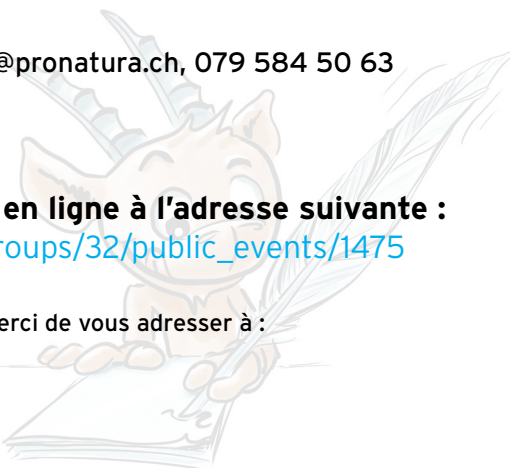 @pronatura.ch, 079 584 50 63
en ligne à l'adresse suivante :
roups/32/public_events/1475
erci de vous adresser à :